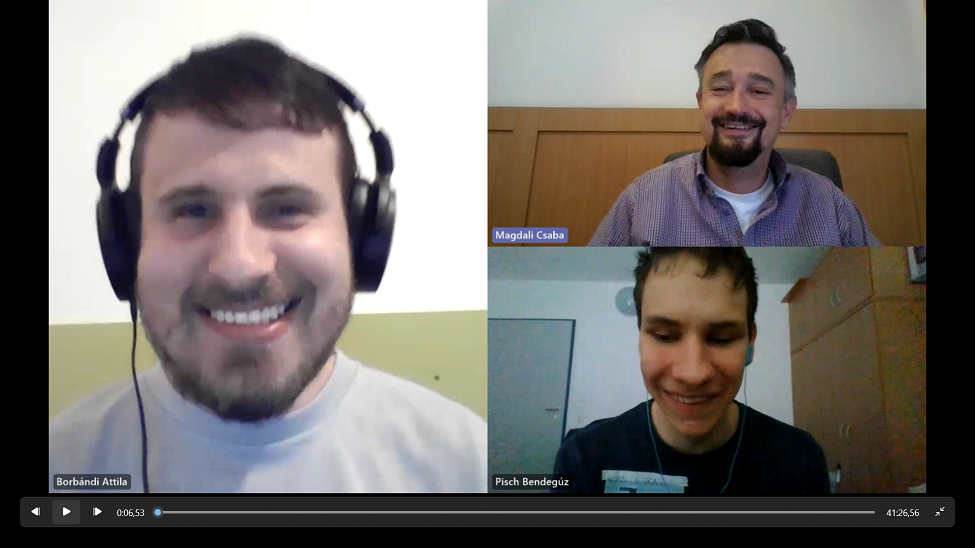 Magdali Csaba
Borbándi Attila
Pisch Bendegúz
0:06,53
41:26,56